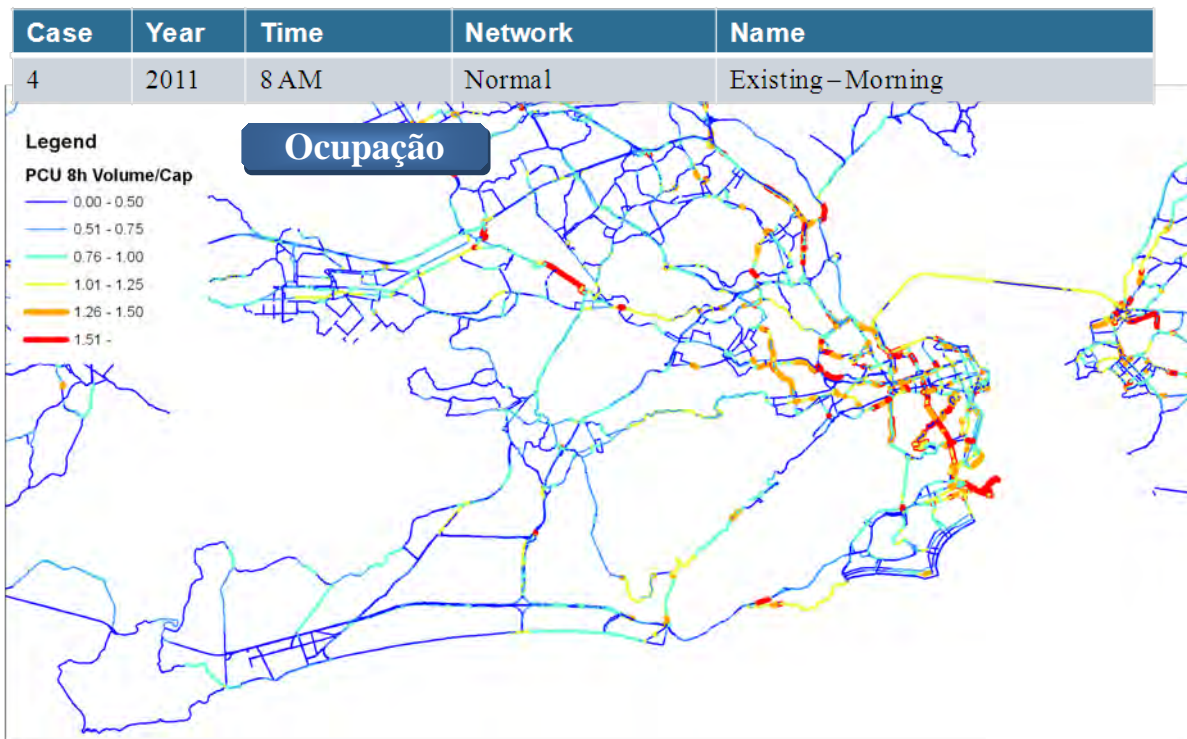 Case Year Time Network Name
4 2011 8 AM Normal Existing – Morning
Ocupação
Legend
PCU 8h Volume/Cap
0.00 - 0.50
0.51 - 0.75
0.76 - 1.00
1.01 - 1.25
1.26 - 1.50
1.51 -